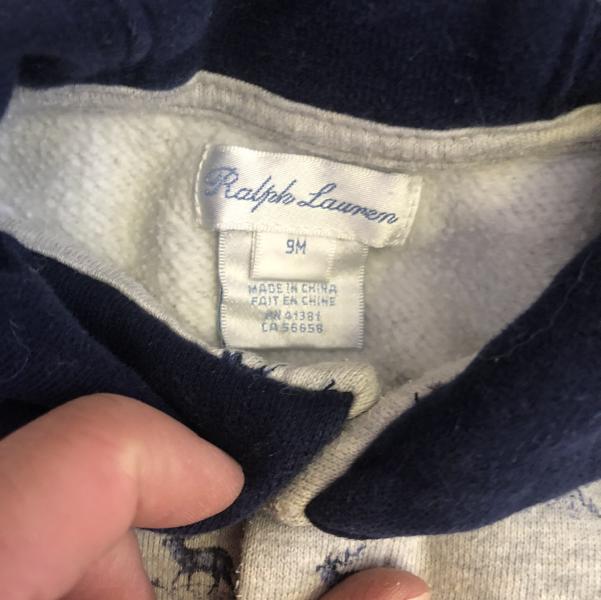 Ralph Lauren
9M
MADE IN CHINA
FAIT EN CHINE
RN 41381
CA 56658